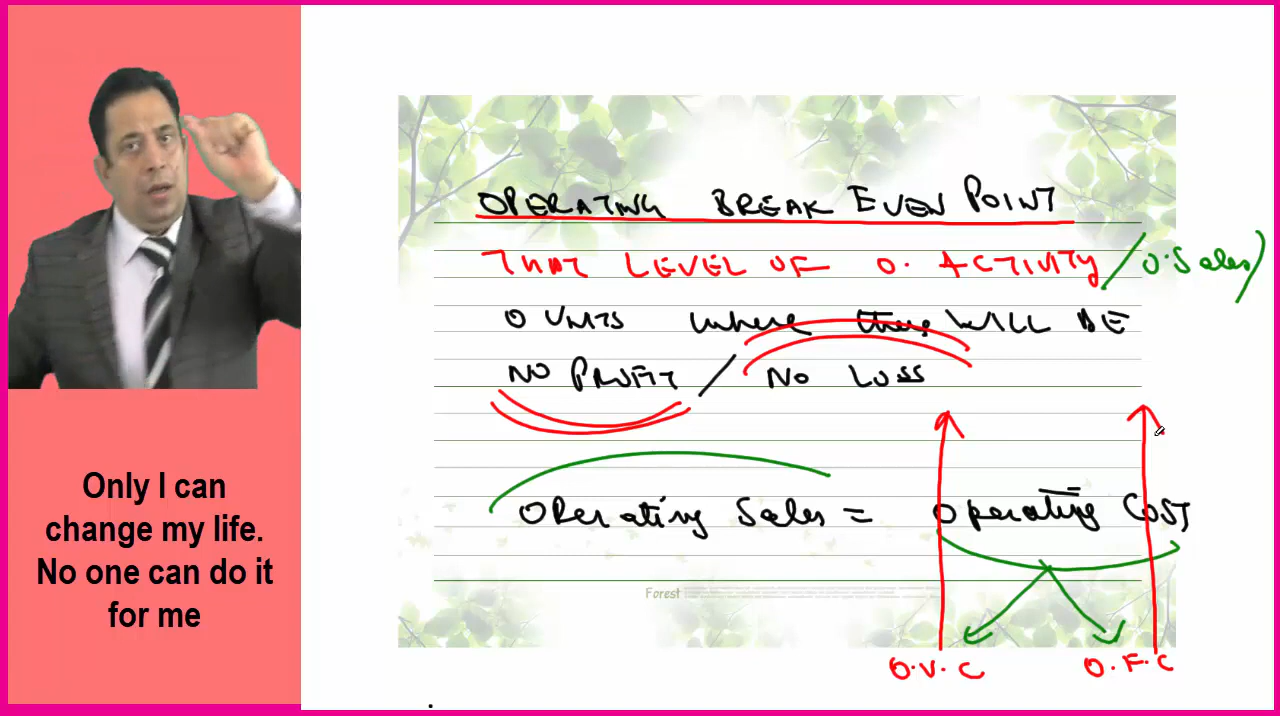 OPERATING BREAK EVEN POINT
THAT LEVEL OF O. ACTIVITY / O. Sales)
O UNITS where there WILL BE
NO PROFIT / NO LOSS
Operating Sales = Operating COST
Forest
O.V.C O.F.C
Only I can
change my life.
No one can do it
for me